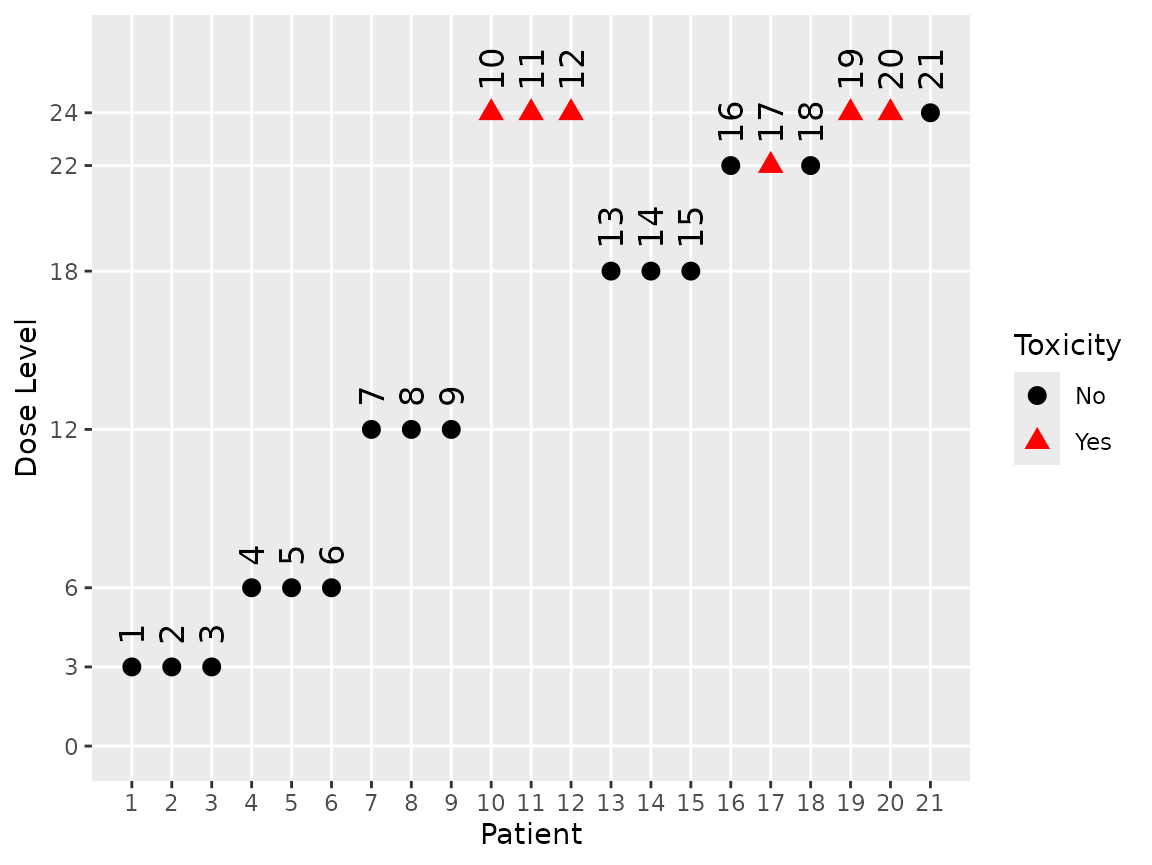 10 11 12 19 20 21
24
16 17 18
22
13 14 15
18
7 8 9
12
4 5 6
6
1 2 3
3
0
1 2 3 4 5 6 7 8 9 10 11 12 13 14 15 16 17 18 19 20 21
Patient
Dose Level
Toxicity
No
Yes